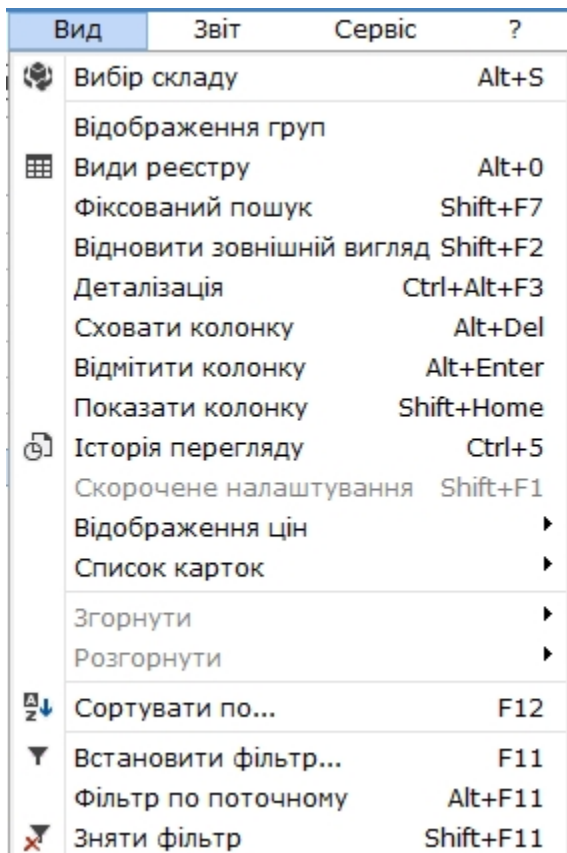 Вид Звіт Сервіс ?
Вибір складу Alt+S
Відображення груп
Види реєстру Alt+0
Фіксований пошук Shift+F7
Відновити зовнішній вигляд Shift+F2
Деталізація Ctrl+Alt+F3
Сховати колонку Alt+Del
Відмітити колонку Alt+Enter
Показати колонку Shift+Home
Історія перегляду Ctrl+5
Скорочене налаштування Shift+F1
Відображення цін
Список карток
Згорнути
Розгорнути
Сортувати по... F12
Встановити фільтр... F11
Фільтр по поточному Alt+F11
Зняти фільтр Shift+F11